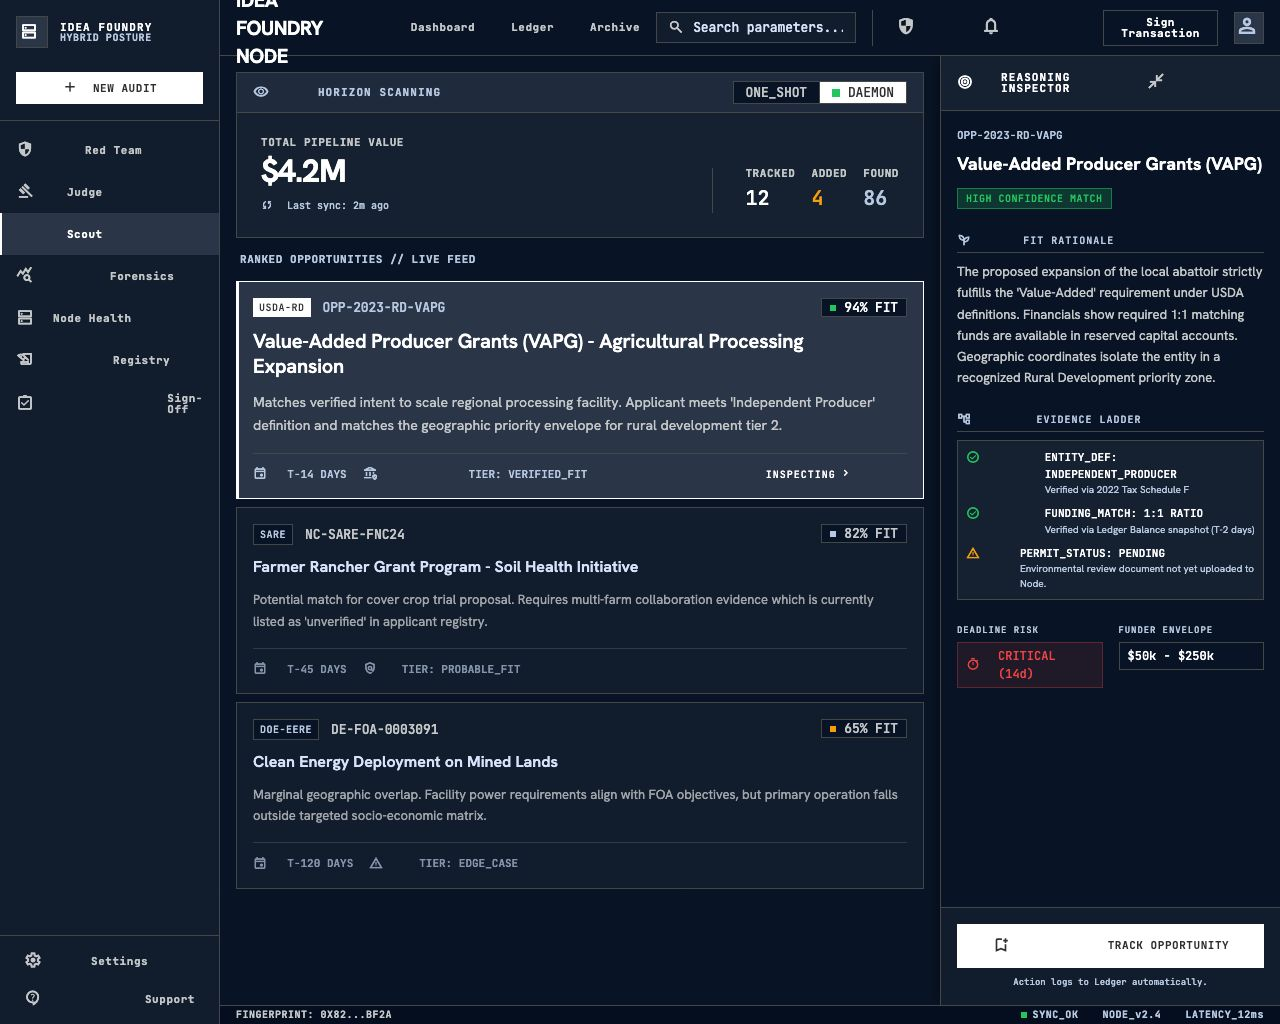 IDEA FOUNDRY
HYBRID POSTURE
NEW AUDIT
Red Team
Judge
Scout
Forensics
Node Health
Registry
Sign-
Off
Settings
Support
IDEA
FOUNDRY
NODE
Dashboard
Ledger
Archive
Search parameters...
Sign
Transaction
HORIZON SCANNING
ONE_SHOT
DAEMON
TOTAL PIPELINE VALUE
$4.2M
Last sync: 2m ago
TRACKED ADDED FOUND
12 4 86
RANKED OPPORTUNITIES // LIVE FEED
USDA-RD OPP-2023-RD-VAPG 94% FIT
Value-Added Producer Grants (VAPG) - Agricultural Processing
Expansion
Matches verified intent to scale regional processing facility. Applicant meets 'Independent Producer'
definition and matches the geographic priority envelope for rural development tier 2.
T-14 DAYS TIER: VERIFIED_FIT INSPECTING
SARE NC-SARE-FNC24 82% FIT
Farmer Rancher Grant Program - Soil Health Initiative
Potential match for cover crop trial proposal. Requires multi-farm collaboration evidence which is currently
listed as 'unverified' in applicant registry.
T-45 DAYS TIER: PROBABLE_FIT
DOE-EERE DE-FOA-0003091 65% FIT
Clean Energy Deployment on Mined Lands
Marginal geographic overlap. Facility power requirements align with FOA objectives, but primary operation falls
outside targeted socio-economic matrix.
T-120 DAYS TIER: EDGE_CASE
REASONING
INSPECTOR
OPP-2023-RD-VAPG
Value-Added Producer Grants (VAPG)
HIGH CONFIDENCE MATCH
FIT RATIONALE
The proposed expansion of the local abattoir strictly
fulfills the 'Value-Added' requirement under USDA
definitions. Financials show required 1:1 matching
funds are available in reserved capital accounts.
Geographic coordinates isolate the entity in a
recognized Rural Development priority zone.
EVIDENCE LADDER
ENTITY_DEF:
INDEPENDENT_PRODUCER
Verified via 2022 Tax Schedule F
FUNDING_MATCH: 1:1 RATIO
Verified via Ledger Balance snapshot (T-2 days)
PERMIT_STATUS: PENDING
Environmental review document not yet uploaded to
Node.
DEADLINE RISK
CRITICAL
(14d)
FUNDER ENVELOPE
$50k - $250k
TRACK OPPORTUNITY
Action logs to Ledger automatically.
FINGERPRINT: 0X82...BF2A
SYNC_OK NODE_v2.4 LATENCY_12ms